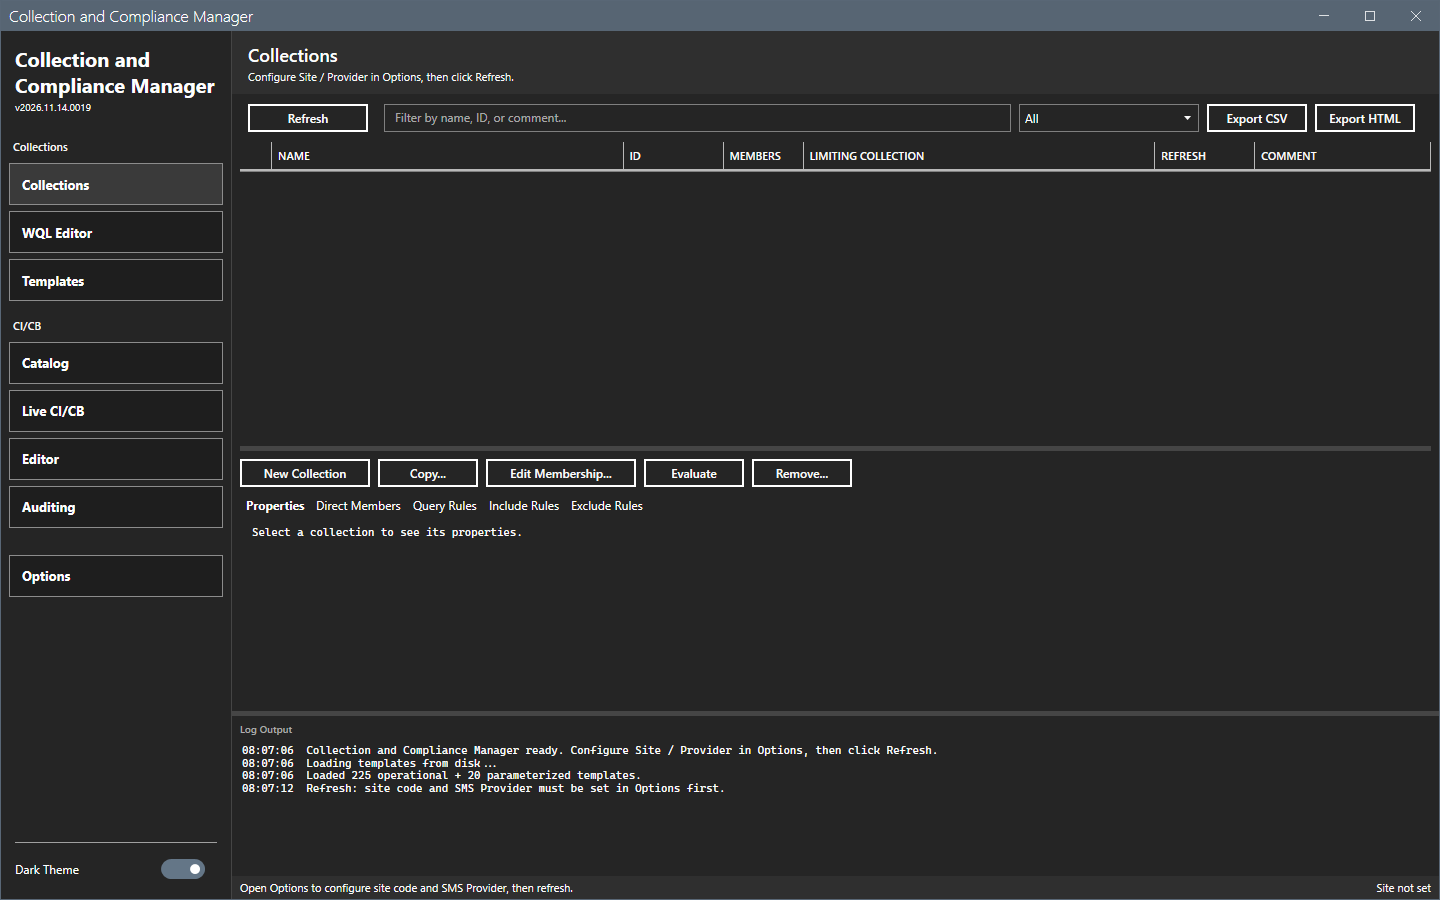 Collection and Compliance Manager
Collection and
Compliance Manager
v2026.11.14.0019
Collections
Collections
WQL Editor
Templates
CI/CB
Catalog
Live CI/CB
Editor
Auditing
Options
Dark Theme
Collections
Configure Site / Provider in Options, then click Refresh.
Refresh
Filter by name, ID, or comment...
All
Export CSV
Export HTML
NAME
ID
MEMBERS
LIMITING COLLECTION
REFRESH
COMMENT
New Collection
Copy...
Edit Membership...
Evaluate
Remove...
Properties
Direct Members
Query Rules
Include Rules
Exclude Rules
Select a collection to see its properties.
Log Output
08:07:06 Collection and Compliance Manager ready. Configure Site / Provider in Options, then click Refresh.
08:07:06 Loading templates from disk...
08:07:06 Loaded 225 operational + 20 parameterized templates.
08:07:12 Refresh: site code and SMS Provider must be set in Options first.
Open Options to configure site code and SMS Provider, then refresh.
Site not set